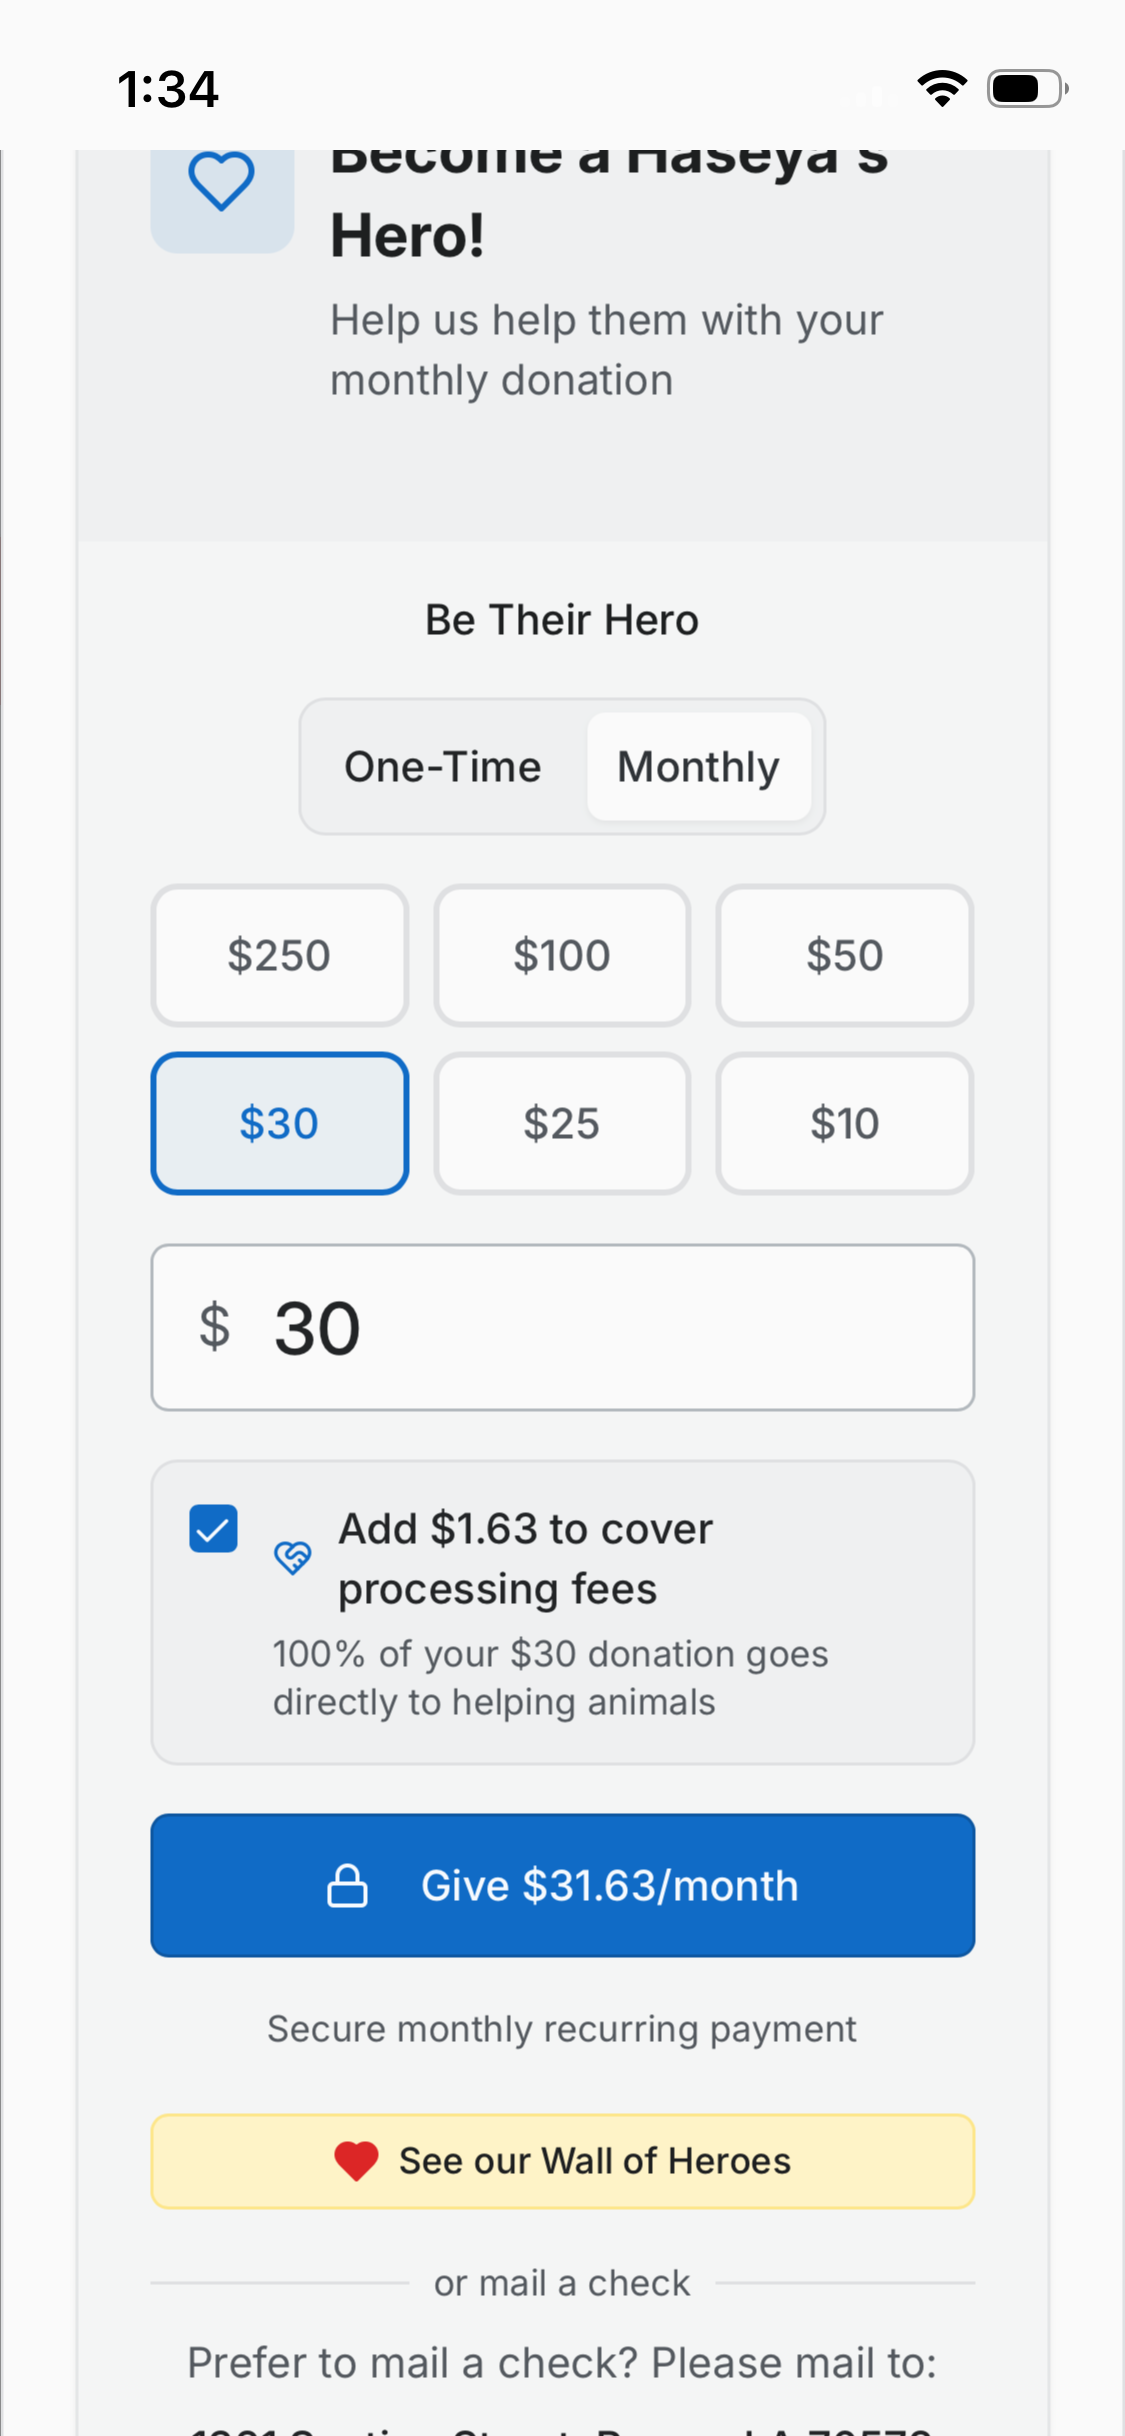 1:34
Become a Haseya's
Hero!
Help us help them with your
monthly donation
Be Their Hero
One-Time Monthly
$250 $100 $50
$30 $25 $10
$ 30
Add $1.63 to cover
processing fees
100% of your $30 donation goes
directly to helping animals
Give $31.63/month
Secure monthly recurring payment
See our Wall of Heroes
or mail a check
Prefer to mail a check? Please mail to: